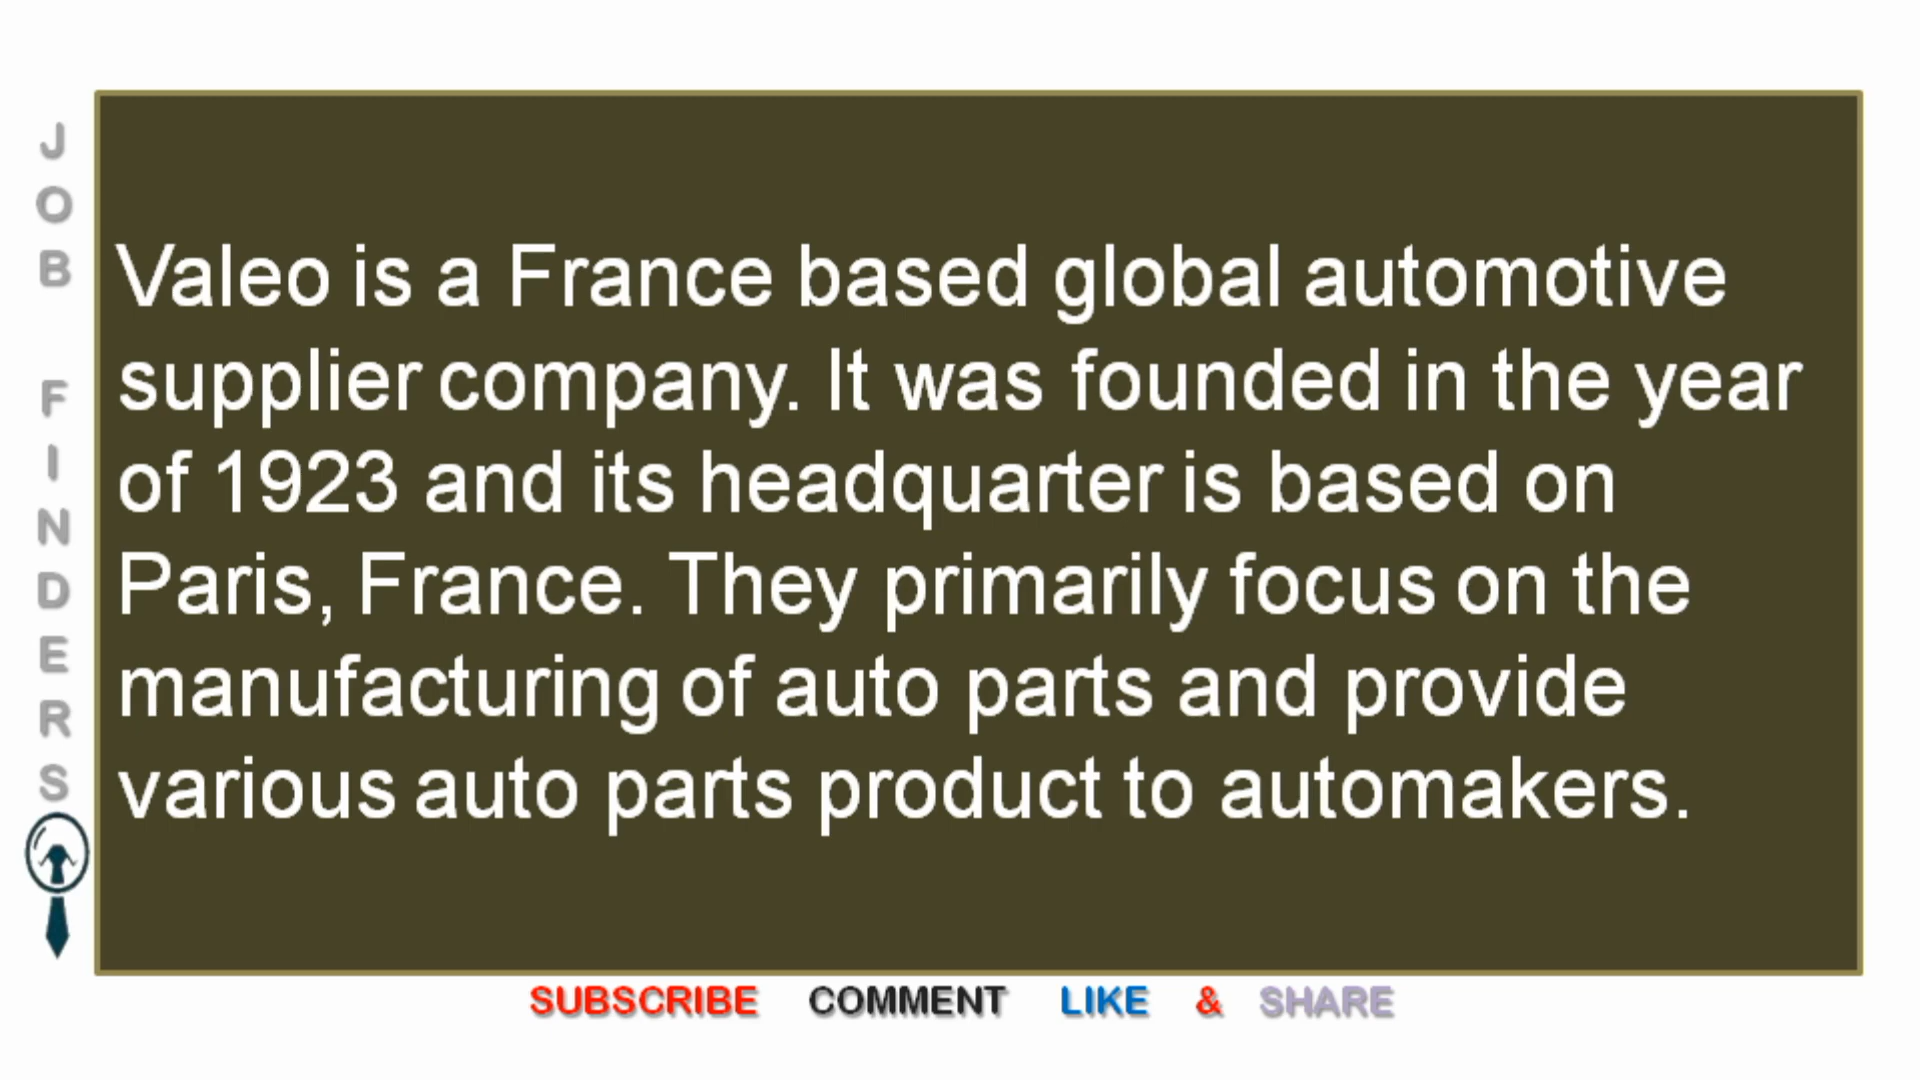 JOB FINDERS
Valeo is a France based global automotive
supplier company. It was founded in the year
of 1923 and its headquarter is based on
Paris, France. They primarily focus on the
manufacturing of auto parts and provide
various auto parts product to automakers.
SUBSCRIBE COMMENT LIKE & SHARE